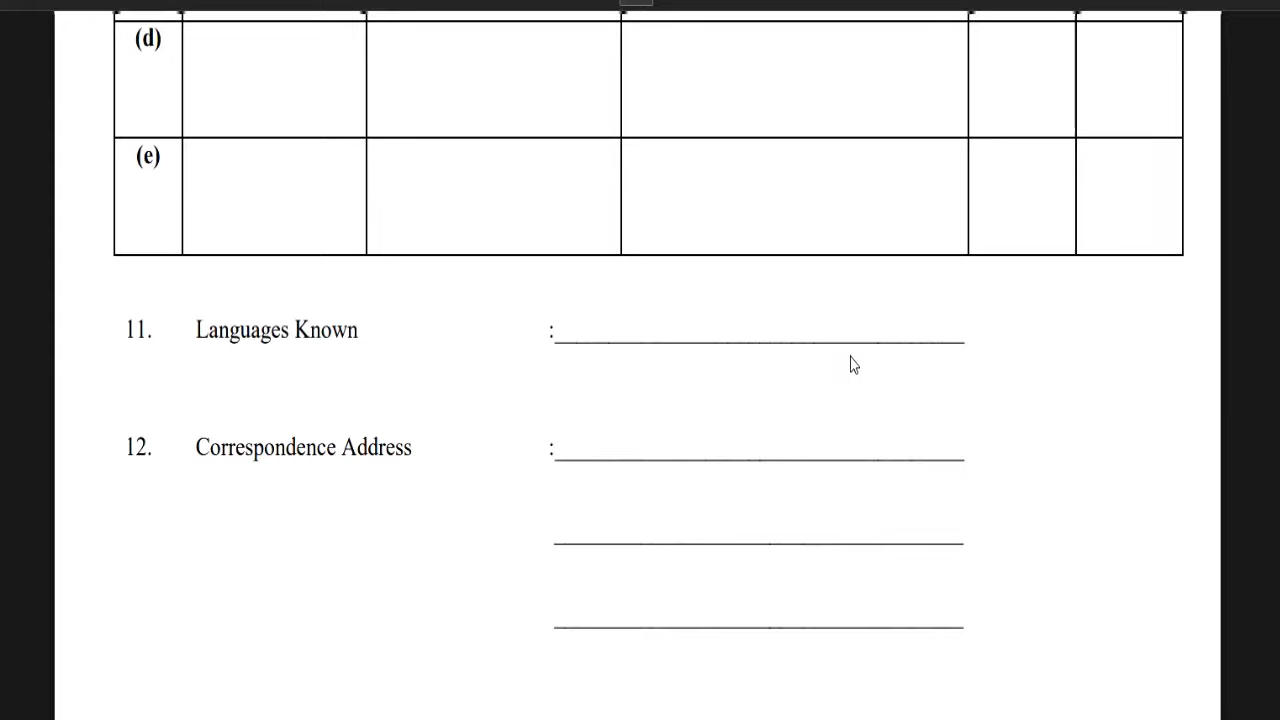 (d)
(e)
11. Languages Known :
12. Correspondence Address :